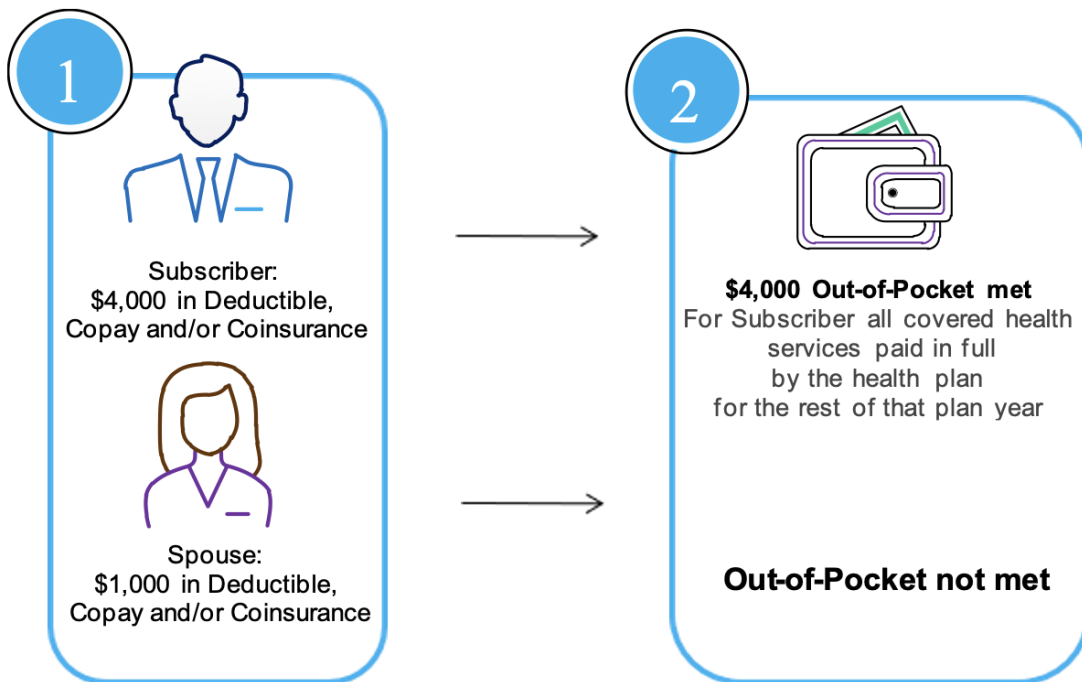 1
Subscriber:
$4,000 in Deductible,
Copay and/or Coinsurance
Spouse:
$1,000 in Deductible,
Copay and/or Coinsurance
2
$4,000 Out-of-Pocket met
For Subscriber all covered health
services paid in full
by the health plan
for the rest of that plan year
Out-of-Pocket not met